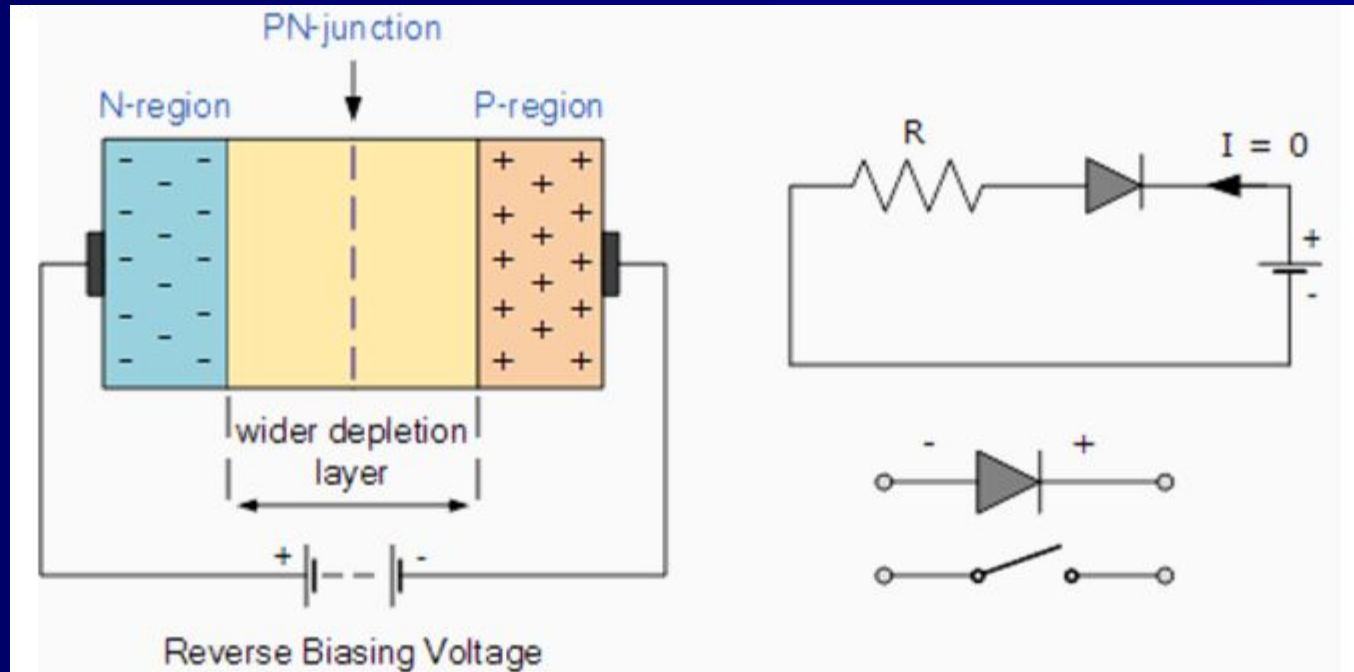 PN-junction
N-region
P-region
wider depletion
layer
+ -
Reverse Biasing Voltage
R
I = 0
+
-
- +